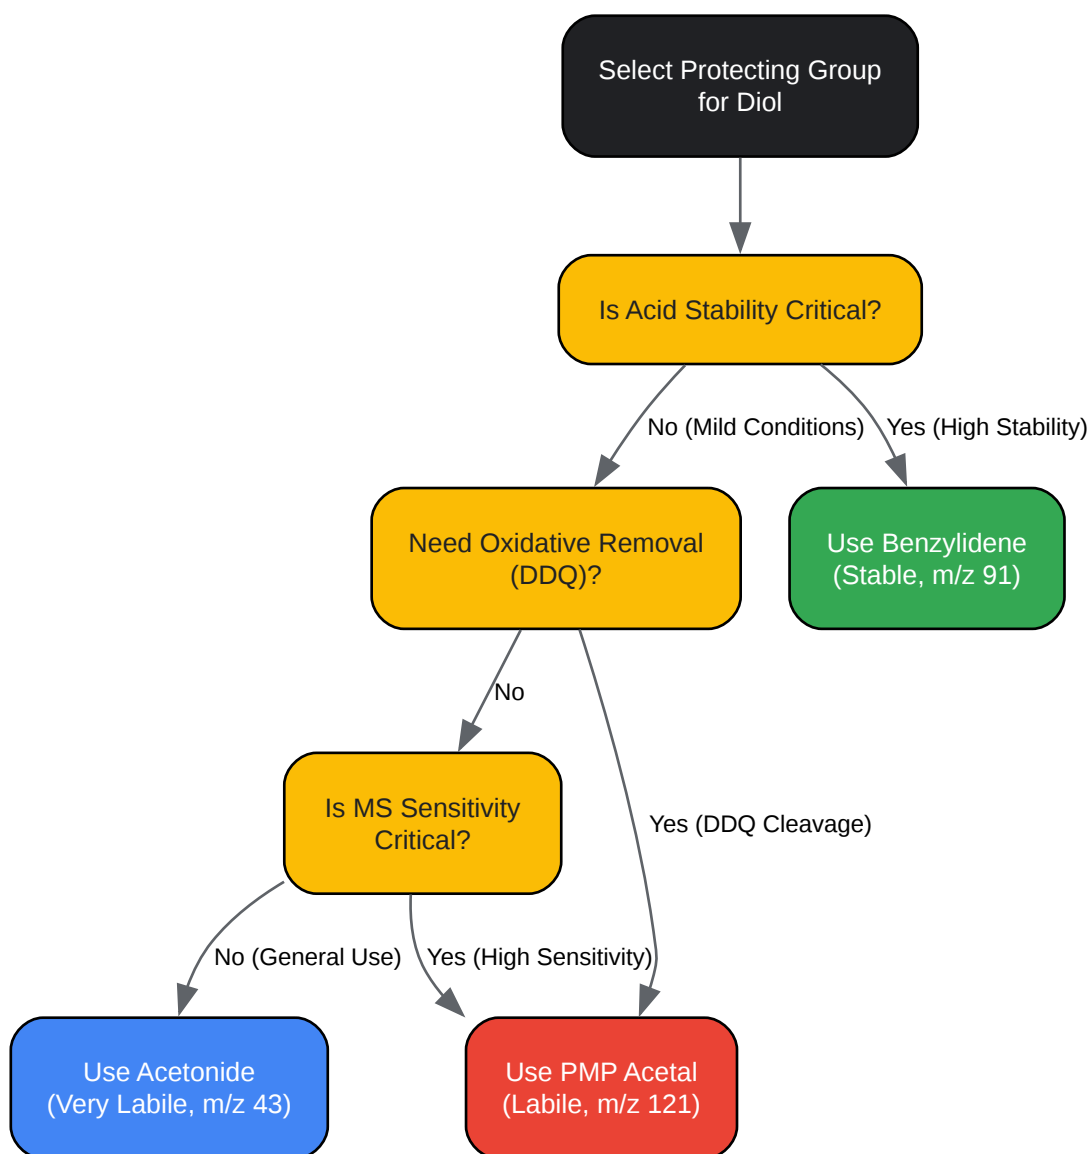 Select Protecting Group
for Diol
Is Acid Stability Critical?
No (Mild Conditions)
Yes (High Stability)
Need Oxidative Removal
(DDQ)?
Use Benzylidene
(Stable, m/z 91)
No
Is MS Sensitivity
Critical?
Yes (DDQ Cleavage)
No (General Use)
Yes (High Sensitivity)
Use Acetonide
(Very Labile, m/z 43)
Use PMP Acetal
(Labile, m/z 121)